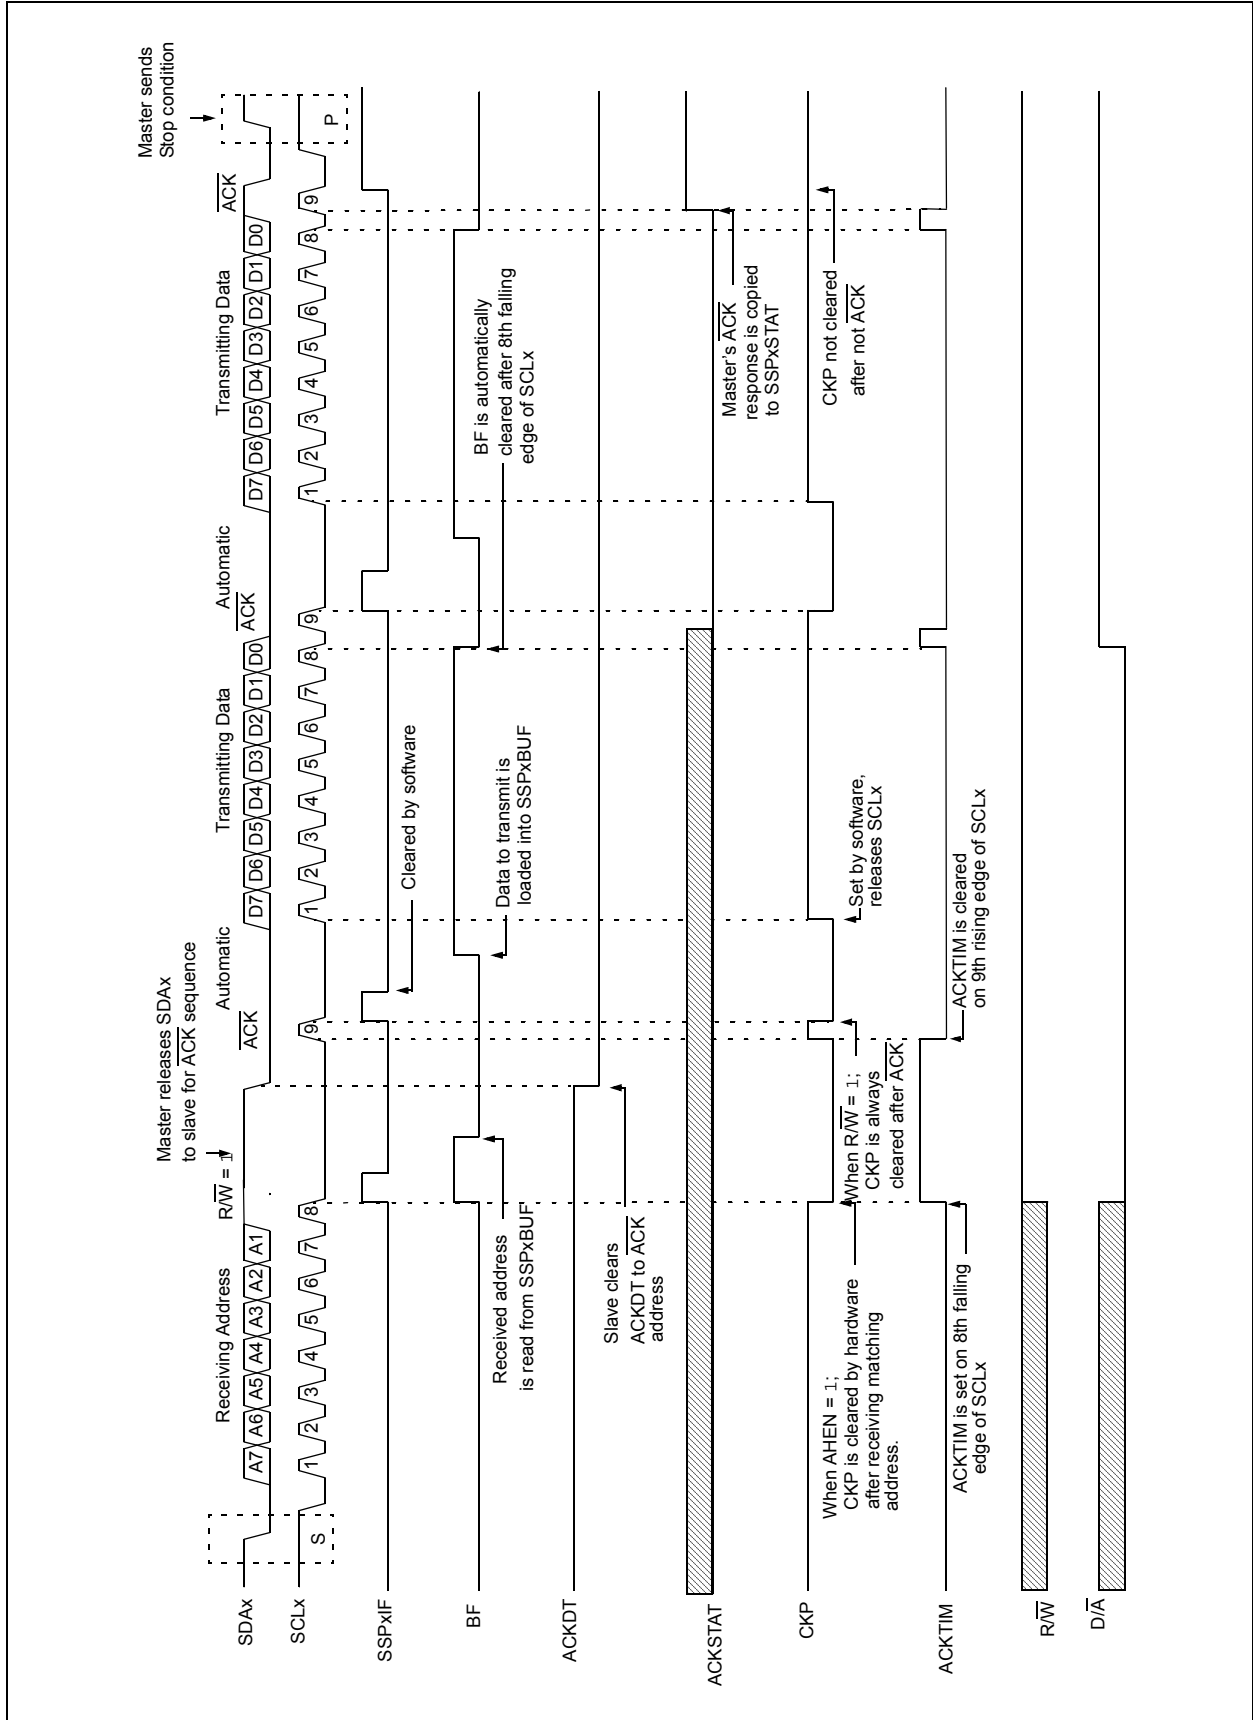 Master sends
Stop condition
Master releases SDAx
to slave for ACK sequence
Receiving Address
R/W = 1
ACK
Automatic
Transmitting Data
ACK
Automatic
Transmitting Data
ACK
SDAx
A7 A6 A5 A4 A3 A2 A1
D7 D6 D5 D4 D3 D2 D1 D0
D7 D6 D5 D4 D3 D2 D1 D0
SCLx
S
1 2 3 4 5 6 7 8 9
1 2 3 4 5 6 7 8 9
1 2 3 4 5 6 7 8 9
P
SSPxIF
Cleared by software
BF
Received address
is read from SSPxBUF
Data to transmit is
loaded into SSPxBUF
BF is automatically
cleared after 8th falling
edge of SCLx
ACKDT
Slave clears
ACKDT to ACK
address
ACKSTAT
Master's ACK
response is copied
to SSPxSTAT
CKP
When AHEN = 1;
CKP is cleared by hardware
after receiving matching
address.
When R/W = 1;
CKP is always
cleared after ACK
Set by software,
releases SCLx
CKP not cleared
after not ACK
ACKTIM
ACKTIM is set on 8th falling
edge of SCLx
ACKTIM is cleared
on 9th rising edge of SCLx
R/W
D/A